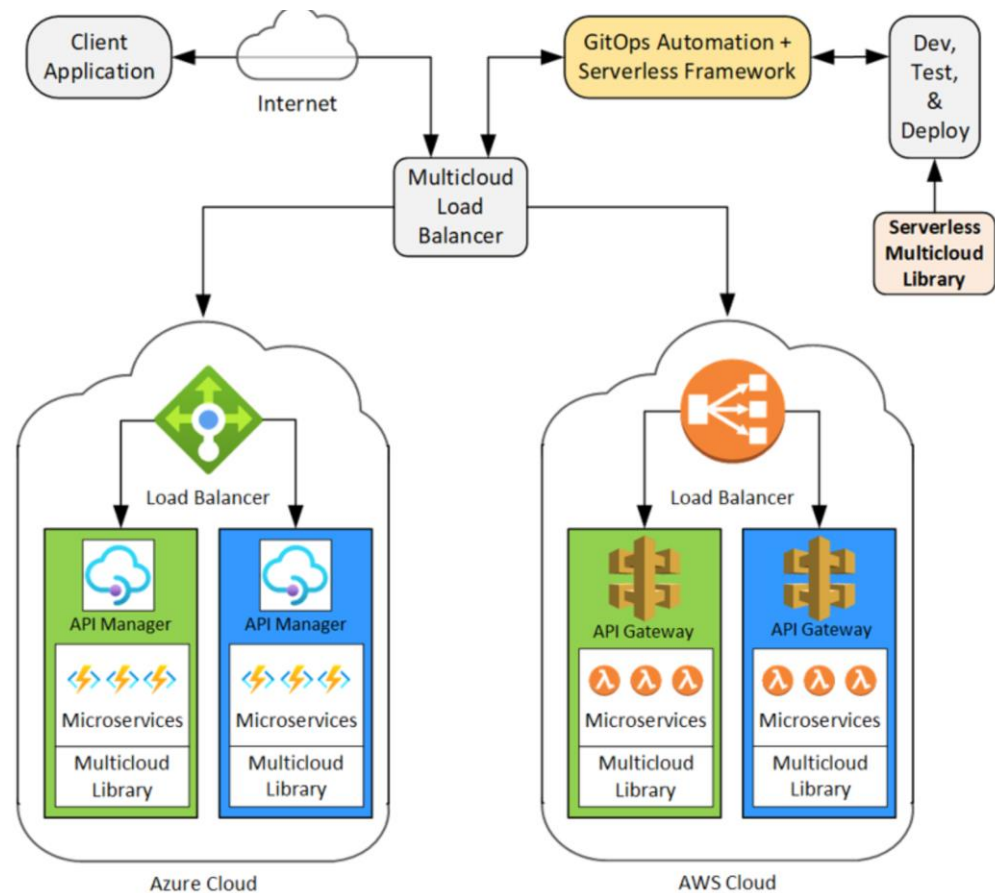 Client
Application
Internet
GitOps Automation +
Serverless Framework
Dev,
Test,
&
Deploy
Multicloud
Load
Balancer
Serverless
Multicloud
Library
Load Balancer
API Manager
API Manager
Microservices
Microservices
Multicloud
Library
Multicloud
Library
Azure Cloud
Load Balancer
API Gateway
API Gateway
λ λ λ
λ λ λ
Microservices
Microservices
Multicloud
Library
Multicloud
Library
AWS Cloud